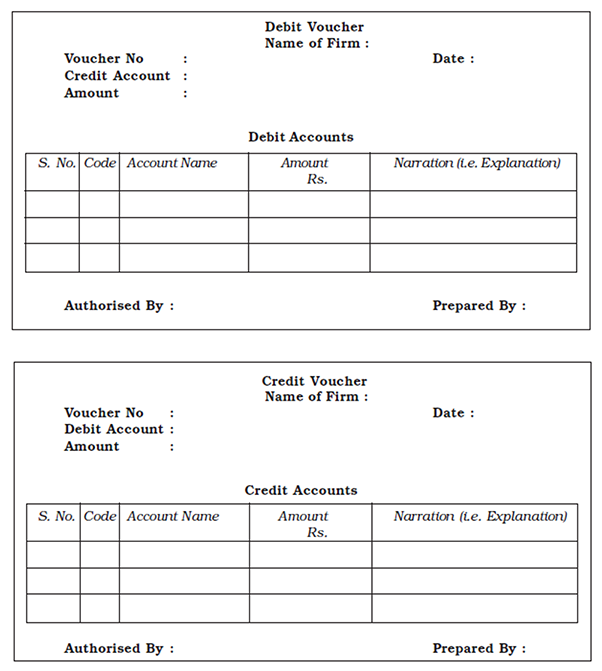 Debit Voucher
Name of Firm :
Voucher No : Date :
Credit Account :
Amount :
Debit Accounts
S. No. Code Account Name Amount Narration (i.e. Explanation)
Rs.
Authorised By : Prepared By :
Credit Voucher
Name of Firm :
Voucher No : Date :
Debit Account :
Amount :
Credit Accounts
S. No. Code Account Name Amount Narration (i.e. Explanation)
Rs.
Authorised By : Prepared By :